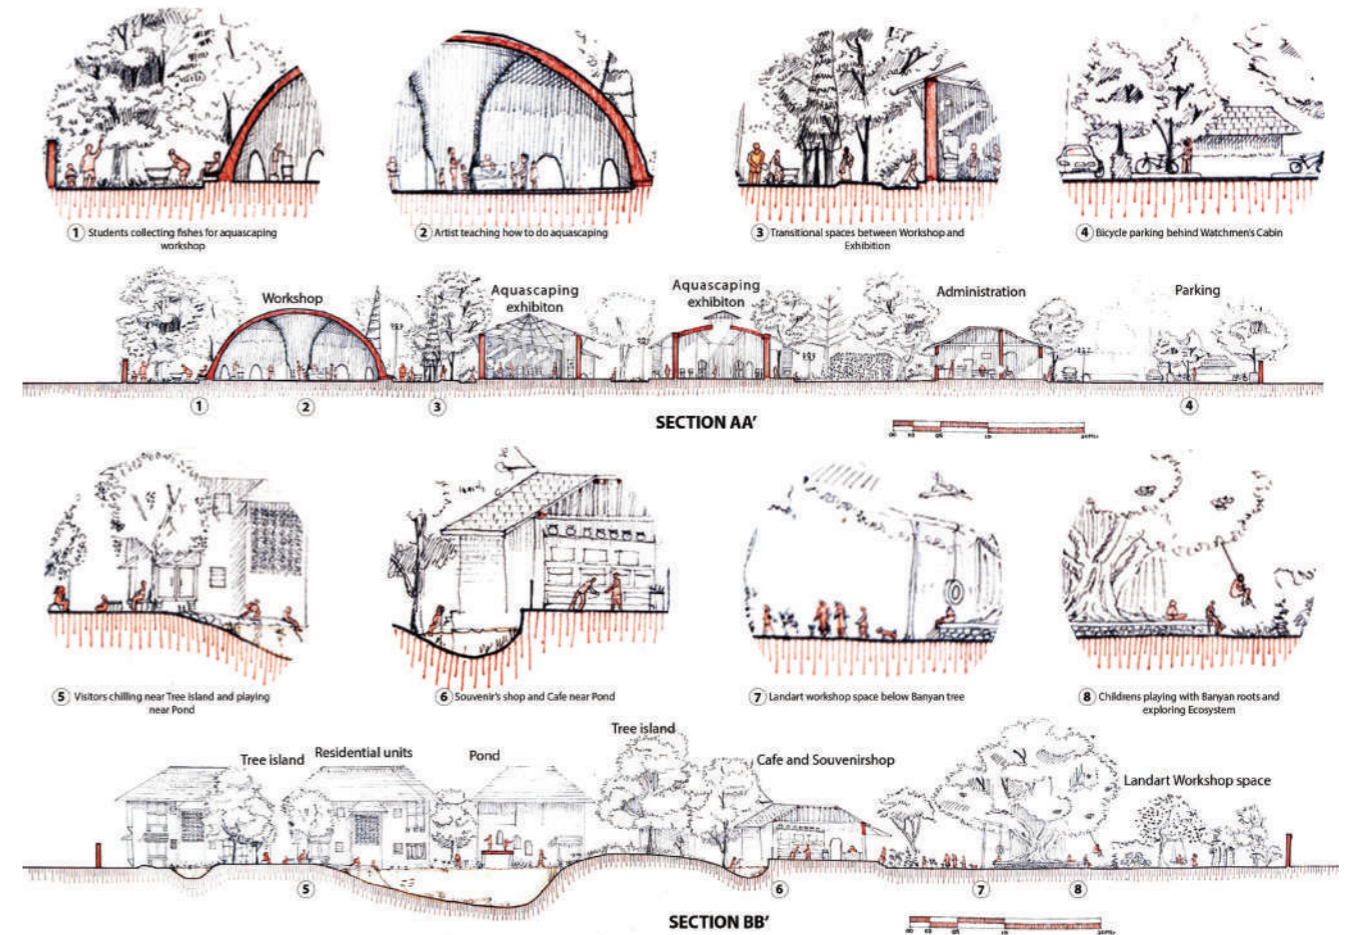 1 Students collecting fishes for aquascaping
workshop
2 Artist teaching how to do aquascaping
3 Transitional spaces between Workshop and
Exhibition
4 Bicycle parking behind Watchmen's Cabin
Workshop
Aquascaping
exhibiton
Aquascaping
exhibiton
Administration
Parking
1
2
3
4
SECTION AA'
5 Visitors chilling near Tree island and playing
near Pond
6 Souvenir's shop and Cafe near Pond
7 Landart workshop space below Banyan tree
8 Childrens playing with Banyan roots and
exploring Ecosystem
Tree island
Residential units
Pond
Tree island
Cafe and Souvenirshop
Landart Workshop space
5
6
7
8
SECTION BB'